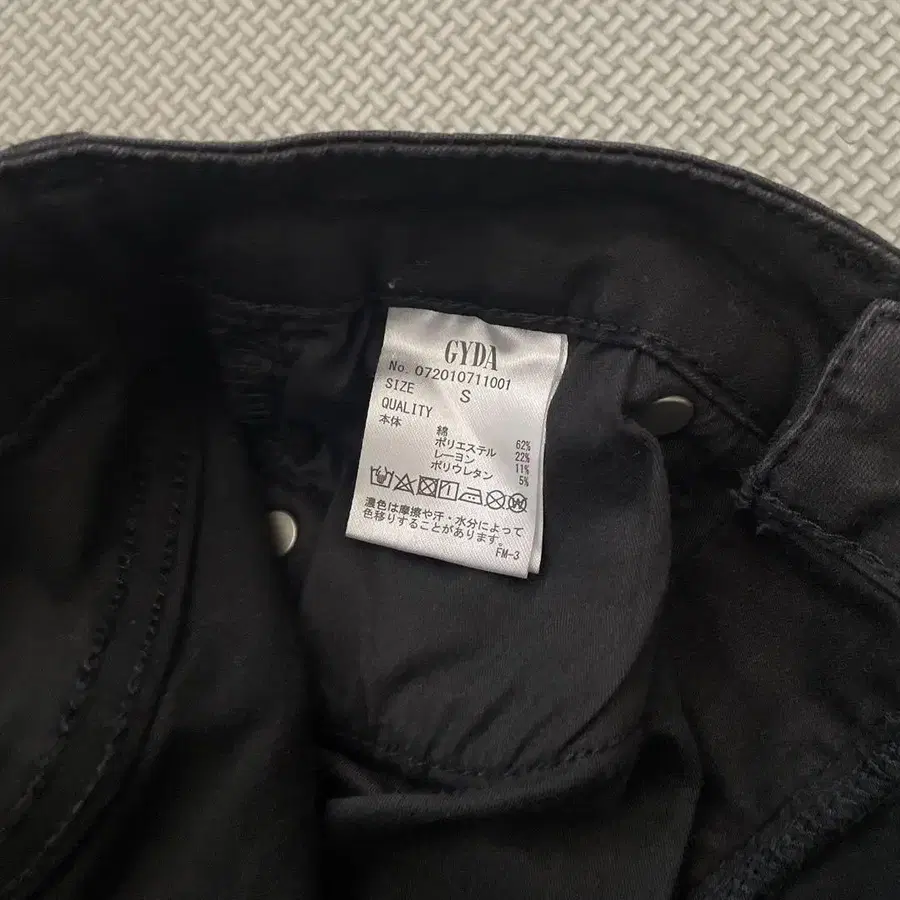 GYDA
No. 072010711001
SIZE S
QUALITY
本体
綿 62%
ポリエステル 22%
レーヨン 11%
ポリウレタン 5%
濃色は摩擦や汗・水分によって
色移りすることがあります。
FM-3